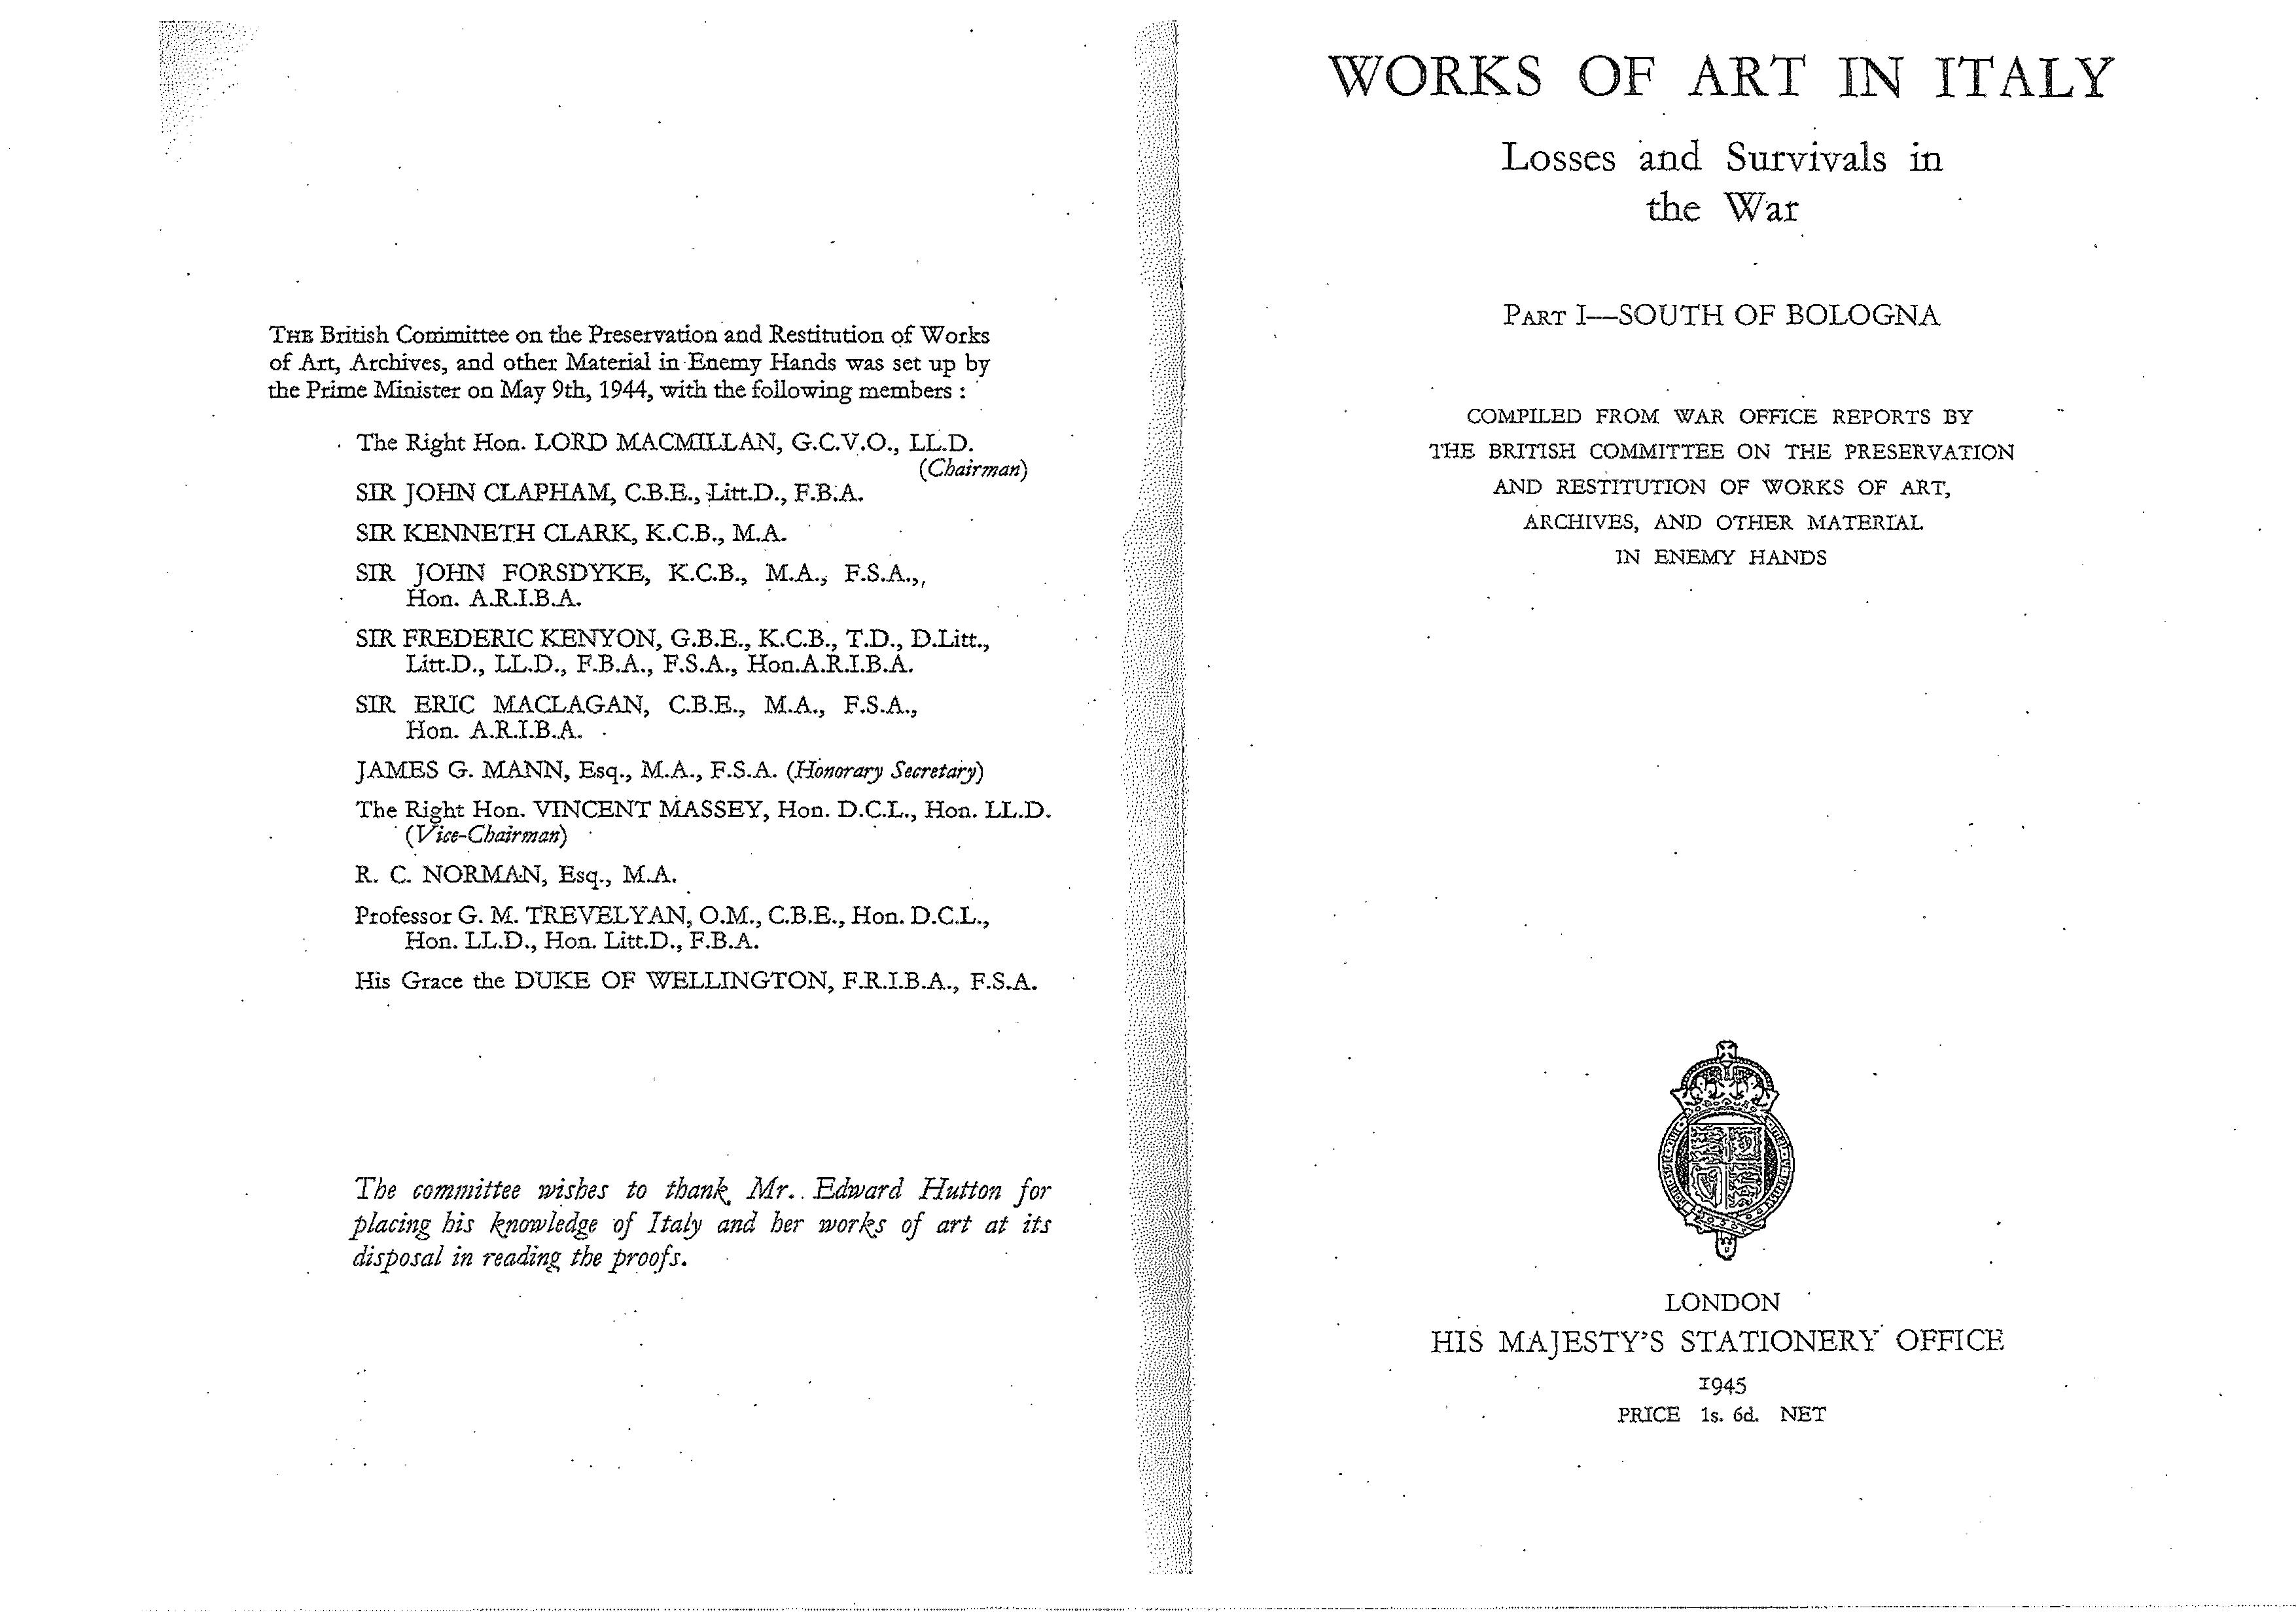 THE British Committee on the Preservation and Restitution of Works
of Art, Archives, and other Material in Enemy Hands was set up by
the Prime Minister on May 9th, 1944, with the following members :
The Right Hon. LORD MACMILLAN, G.C.V.O., LL.D.
(Chairman)
SIR JOHN CLAPHAM, C.B.E., Litt.D., F.B.A.
SIR KENNETH CLARK, K.C.B., M.A.
SIR JOHN FORSDYKE, K.C.B., M.A., F.S.A.,
Hon. A.R.I.B.A.
SIR FREDERIC KENYON, G.B.E., K.C.B., T.D., D.Litt.,
Litt.D., LL.D., F.B.A., F.S.A., Hon.A.R.I.B.A.
SIR ERIC MACLAGAN, C.B.E., M.A., F.S.A.,
Hon. A.R.I.B.A.
JAMES G. MANN, Esq., M.A., F.S.A. (Honorary Secretary)
The Right Hon. VINCENT MASSEY, Hon. D.C.L., Hon. LL.D.
(Vice-Chairman)
R. C. NORMAN, Esq., M.A.
Professor G. M. TREVELYAN, O.M., C.B.E., Hon. D.C.L.,
Hon. LL.D., Hon. Litt.D., F.B.A.
His Grace the DUKE OF WELLINGTON, F.R.I.B.A., F.S.A.
The committee wishes to thank Mr. Edward Hutton for
placing his knowledge of Italy and her works of art at its
disposal in reading the proofs.
WORKS OF ART IN ITALY
Losses and Survivals in
the War
PART I—SOUTH OF BOLOGNA
COMPILED FROM WAR OFFICE REPORTS BY
THE BRITISH COMMITTEE ON THE PRESERVATION
AND RESTITUTION OF WORKS OF ART,
ARCHIVES, AND OTHER MATERIAL
IN ENEMY HANDS
LONDON
HIS MAJESTY'S STATIONERY OFFICE
1945
PRICE 1s. 6d. NET